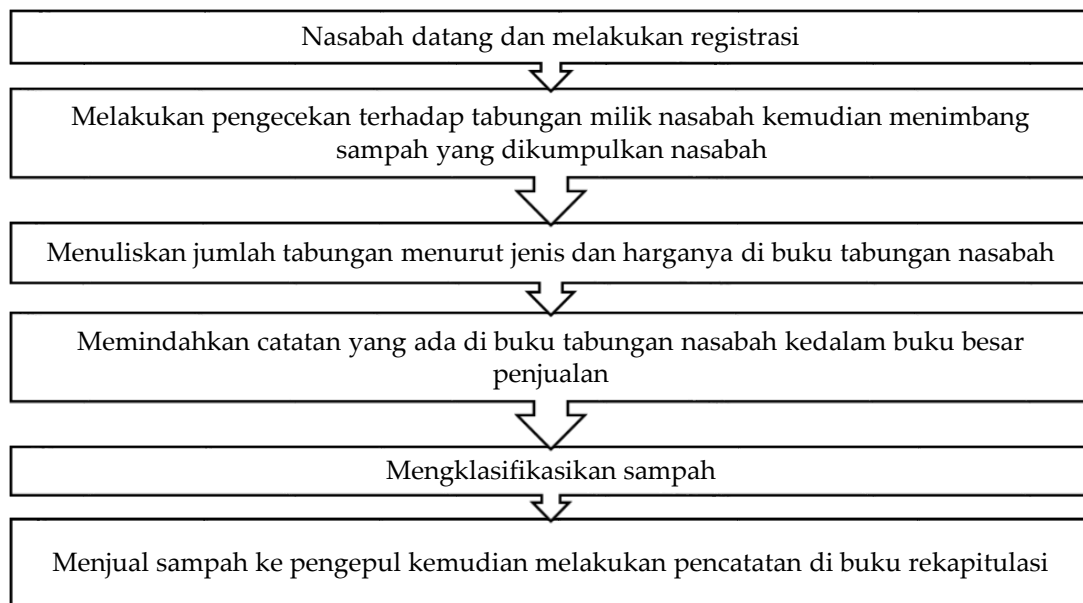 Nasabah datang dan melakukan registrasi
Melakukan pengecekan terhadap tabungan milik nasabah kemudian menimbang
sampah yang dikumpulkan nasabah
Menuliskan jumlah tabungan menurut jenis dan harganya di buku tabungan nasabah
Memindahkan catatan yang ada di buku tabungan nasabah kedalam buku besar
penjualan
Mengklasifikasikan sampah
Menjual sampah ke pengepul kemudian melakukan pencatatan di buku rekapitulasi